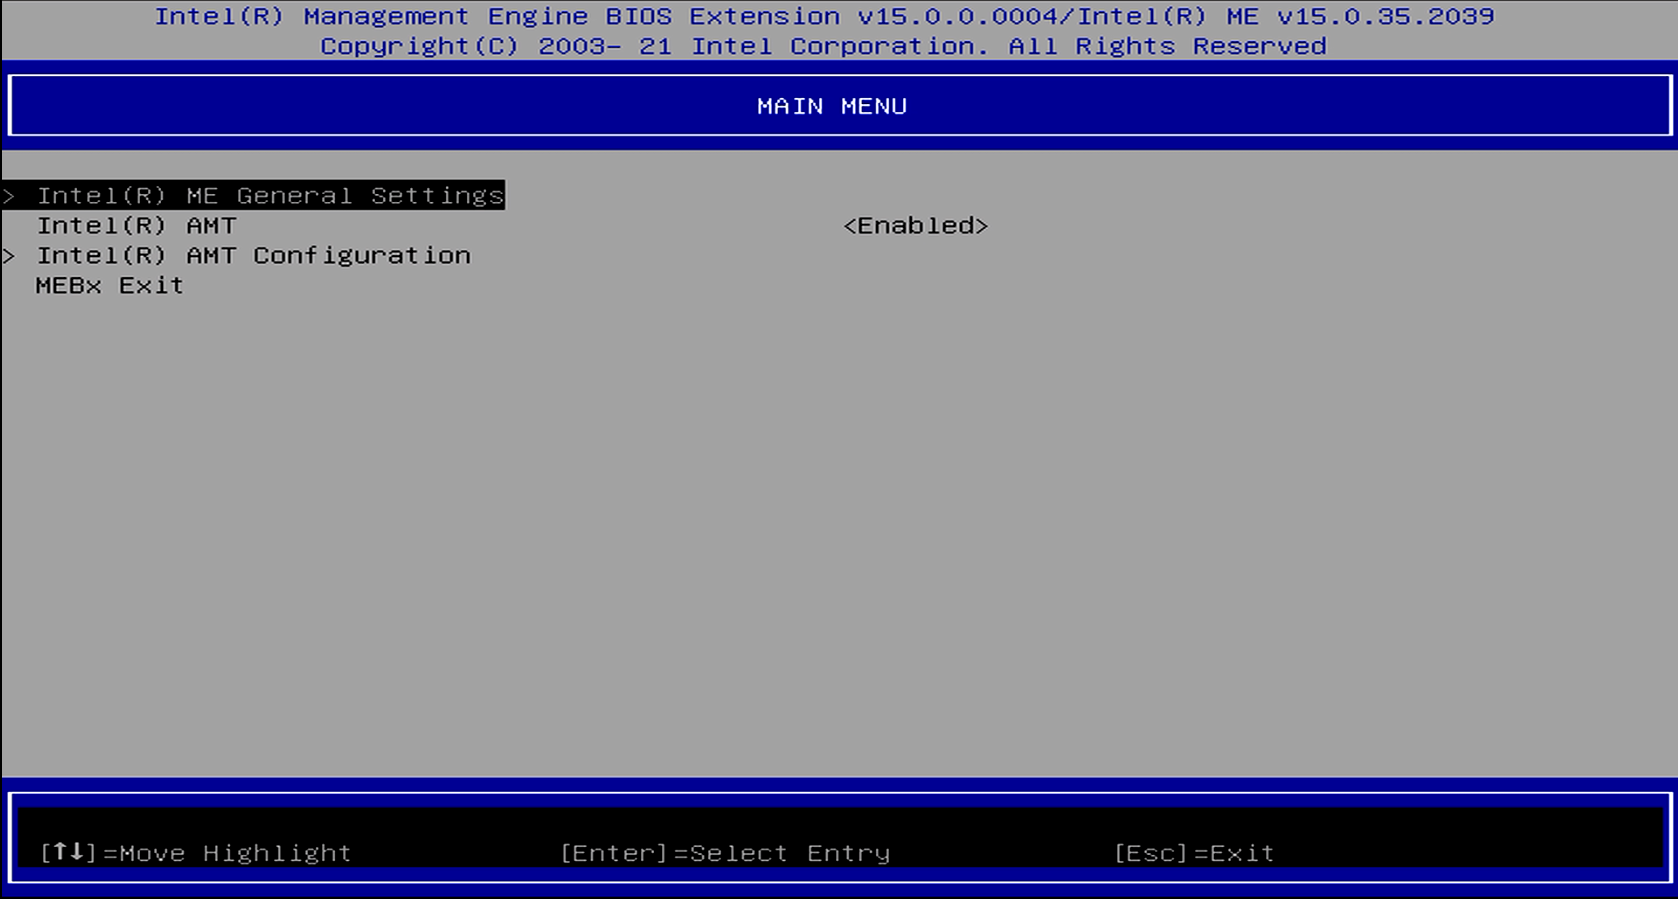 Intel(R) Management Engine BIOS Extension v15.0.0.0004/Intel(R) ME v15.0.35.2039
Copyright(C) 2003- 21 Intel Corporation. All Rights Reserved
MAIN MENU
> Intel(R) ME General Settings
Intel(R) AMT <Enabled>
> Intel(R) AMT Configuration
MEBx Exit
[↑↓]=Move Highlight [Enter]=Select Entry [Esc]=Exit